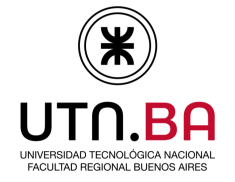 UTN.BA
UNIVERSIDAD TECNOLÓGICA NACIONAL
FACULTAD REGIONAL BUENOS AIRES